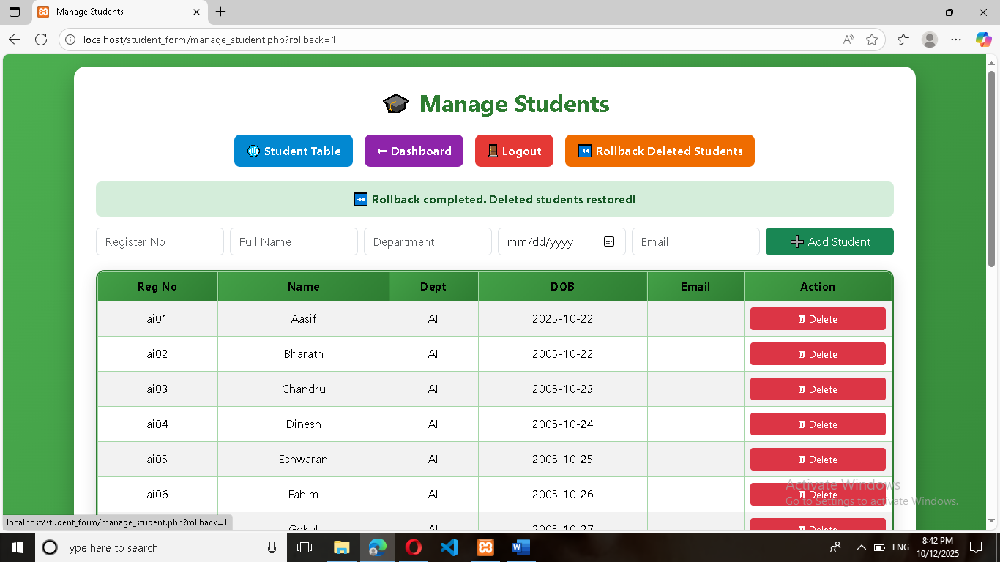 Manage Students
localhost/student_form/manage_student.php?rollback=1
Manage Students
Student Table
Dashboard
Logout
Rollback Deleted Students
Rollback completed. Deleted students restored!
Register No
Full Name
Department
mm/dd/yyyy
Email
Add Student
Reg No Name Dept DOB Email Action
ai01 Aasif AI 2025-10-22 Delete
ai02 Bharath AI 2005-10-22 Delete
ai03 Chandru AI 2005-10-23 Delete
ai04 Dinesh AI 2005-10-24 Delete
ai05 Eshwaran AI 2005-10-25 Delete
ai06 Fahim AI 2005-10-26 Delete
Gokul AI 2005-10-27 Delete
Activate Windows
Go to Settings to activate Windows.
localhost/student_form/manage_student.php?rollback=1
Type here to search
ENG
8:42 PM
10/12/2025